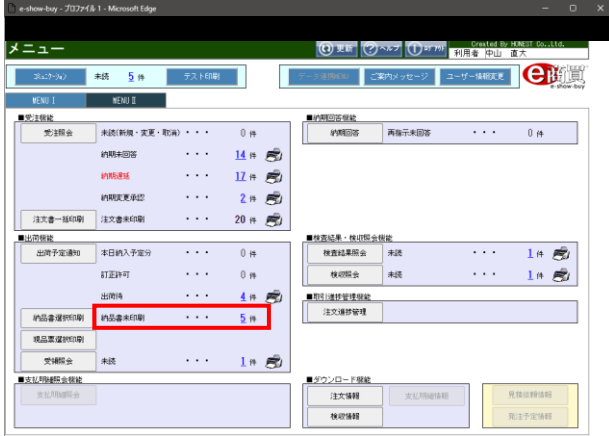 e-show-buy - プロファイル 1 - Microsoft Edge
メニュー
更新
ヘルプ
Created By HONEST Co.,Ltd.
利用者 中山 直大
コミュニケーション 未読 5 件 テスト印刷
データ連携MENU ご案内メッセージ ユーザー情報変更
e商買
e-show-buy
MENU Ⅰ MENU Ⅱ
■受注機能
受注照会 未読(新規・変更・取消)・・・ 0 件
納期未回答 ・・・ 14 件
納期遅延 ・・・ 17 件
納期変更承認 ・・・ 2 件
注文書一括印刷 注文書未印刷 ・・・ 20 件
■納期回答機能
納期回答 再指示未回答 ・・・ 0 件
■出荷機能
出荷予定通知 本日納入予定分 ・・・ 0 件
訂正許可 ・・・ 0 件
出荷待 ・・・ 4 件
納品書選択印刷 納品書未印刷 ・・・ 5 件
現品票選択印刷
受領照会 未読 ・・・ 1 件
■検査結果・検収照会機能
検査結果照会 未読 ・・・ 1 件
検収照会 未読 ・・・ 1 件
■取引進捗管理機能
注文進捗管理
■支払明細照会機能
支払明細照会
■ダウンロード機能
注文情報 支払明細情報 見積依頼情報
検収情報 発注予定情報